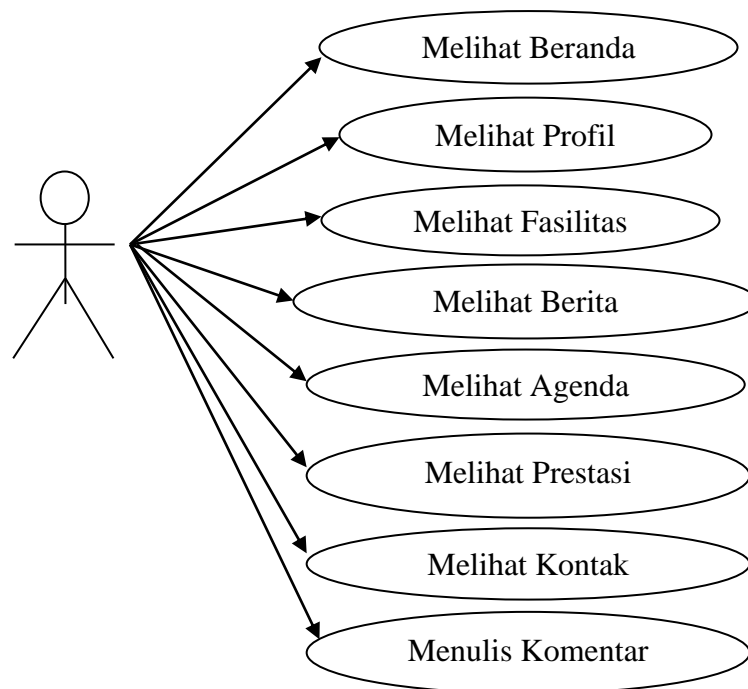 Melihat Beranda
Melihat Profil
Melihat Fasilitas
Melihat Berita
Melihat Agenda
Melihat Prestasi
Melihat Kontak
Menulis Komentar